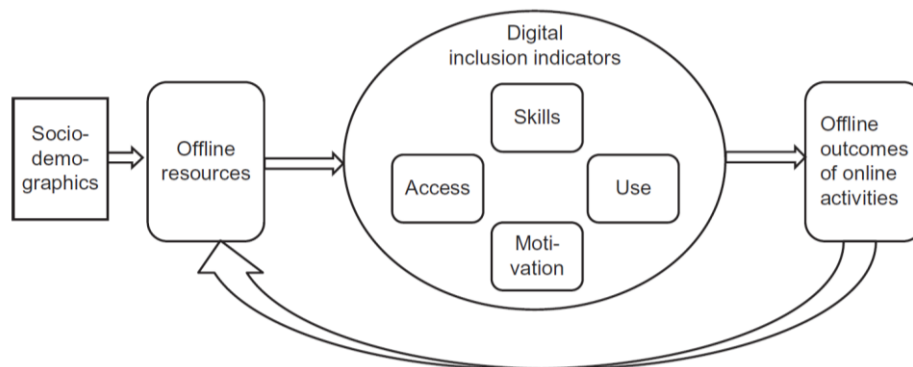 Digital
inclusion indicators
Socio-
demo-
graphics
Offline
resources
Skills
Access
Use
Moti-
vation
Offline
outcomes
of online
activities